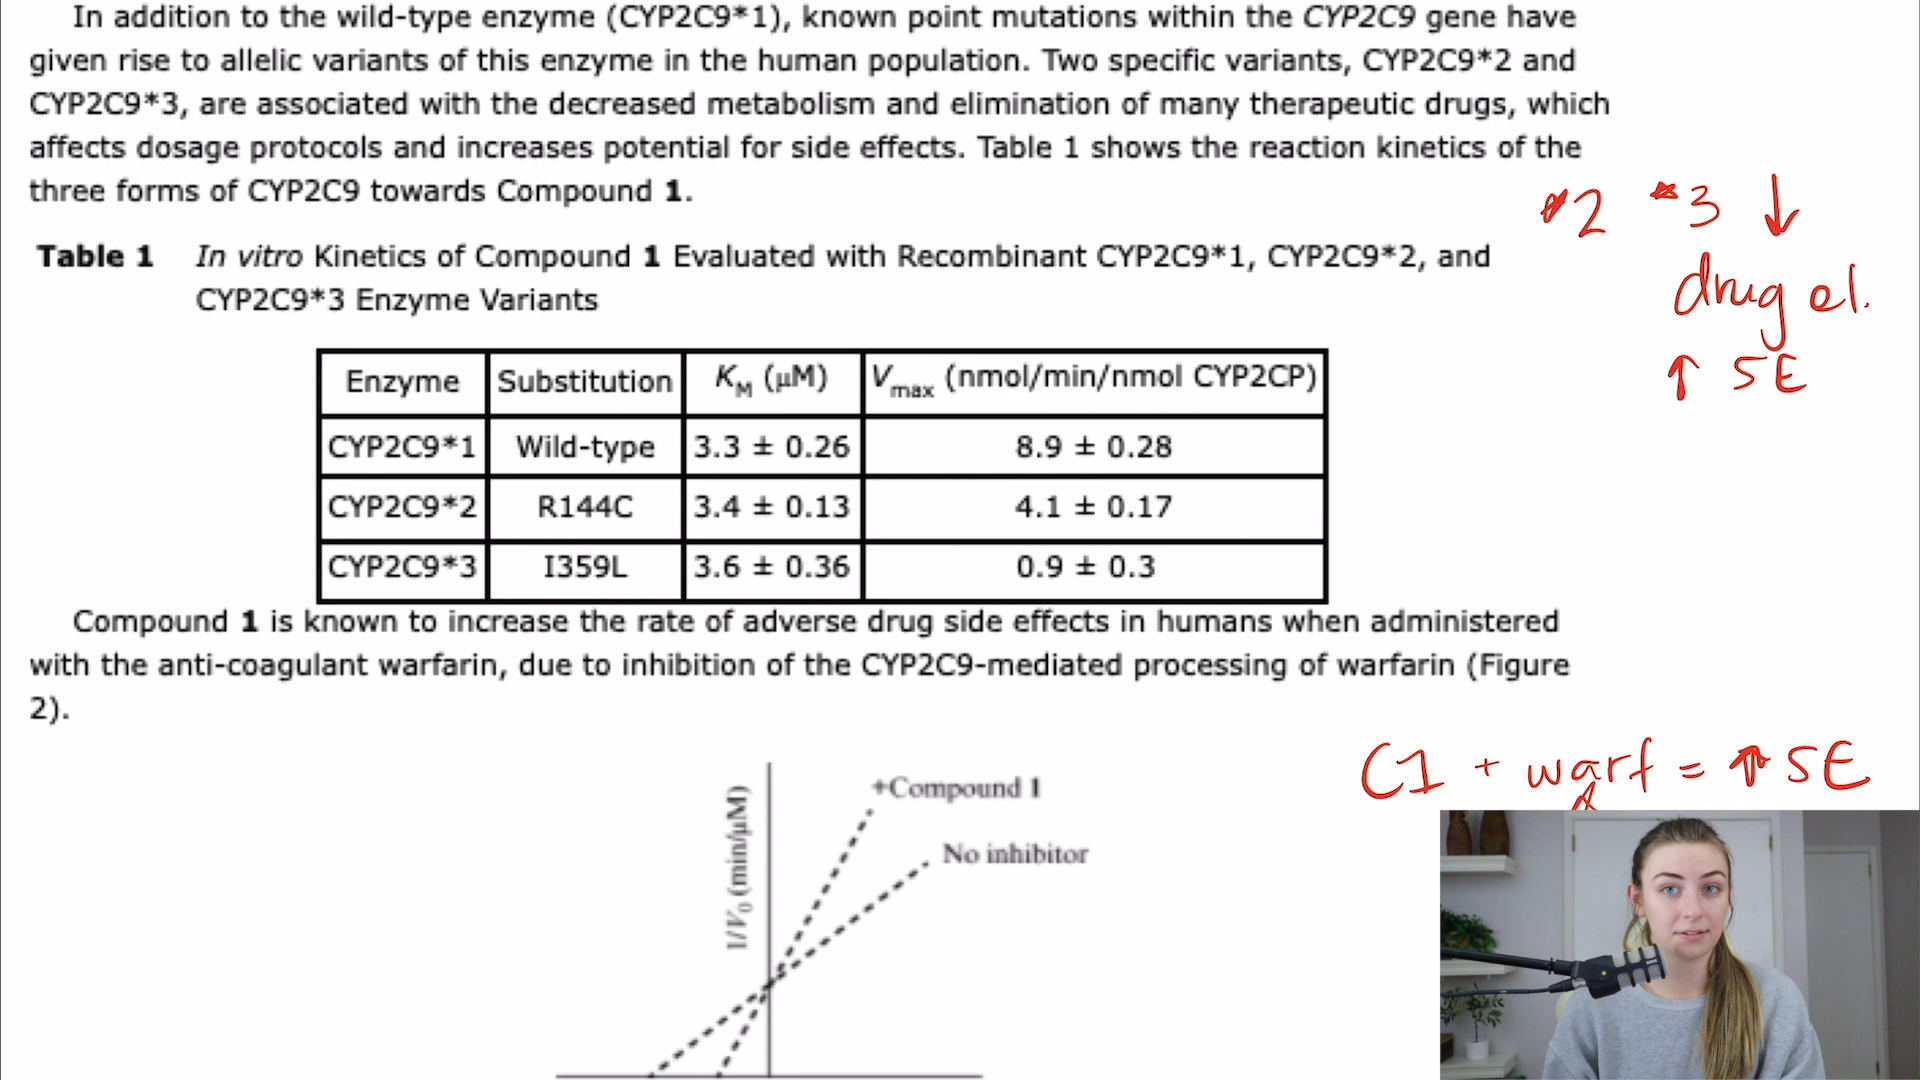 In addition to the wild-type enzyme (CYP2C9*1), known point mutations within the CYP2C9 gene have
given rise to allelic variants of this enzyme in the human population. Two specific variants, CYP2C9*2 and
CYP2C9*3, are associated with the decreased metabolism and elimination of many therapeutic drugs, which
affects dosage protocols and increases potential for side effects. Table 1 shows the reaction kinetics of the
three forms of CYP2C9 towards Compound 1.
*2 *3 ↓
drug el.
↑ SE
Table 1 In vitro Kinetics of Compound 1 Evaluated with Recombinant CYP2C9*1, CYP2C9*2, and
CYP2C9*3 Enzyme Variants
Enzyme Substitution KM (μM) Vmax (nmol/min/nmol CYP2CP)
CYP2C9*1 Wild-type 3.3 ± 0.26 8.9 ± 0.28
CYP2C9*2 R144C 3.4 ± 0.13 4.1 ± 0.17
CYP2C9*3 I359L 3.6 ± 0.36 0.9 ± 0.3
Compound 1 is known to increase the rate of adverse drug side effects in humans when administered
with the anti-coagulant warfarin, due to inhibition of the CYP2C9-mediated processing of warfarin (Figure
2).
C1 + warf = ↑ SE
+Compound 1
No inhibitor
1/V0 (min/μM)